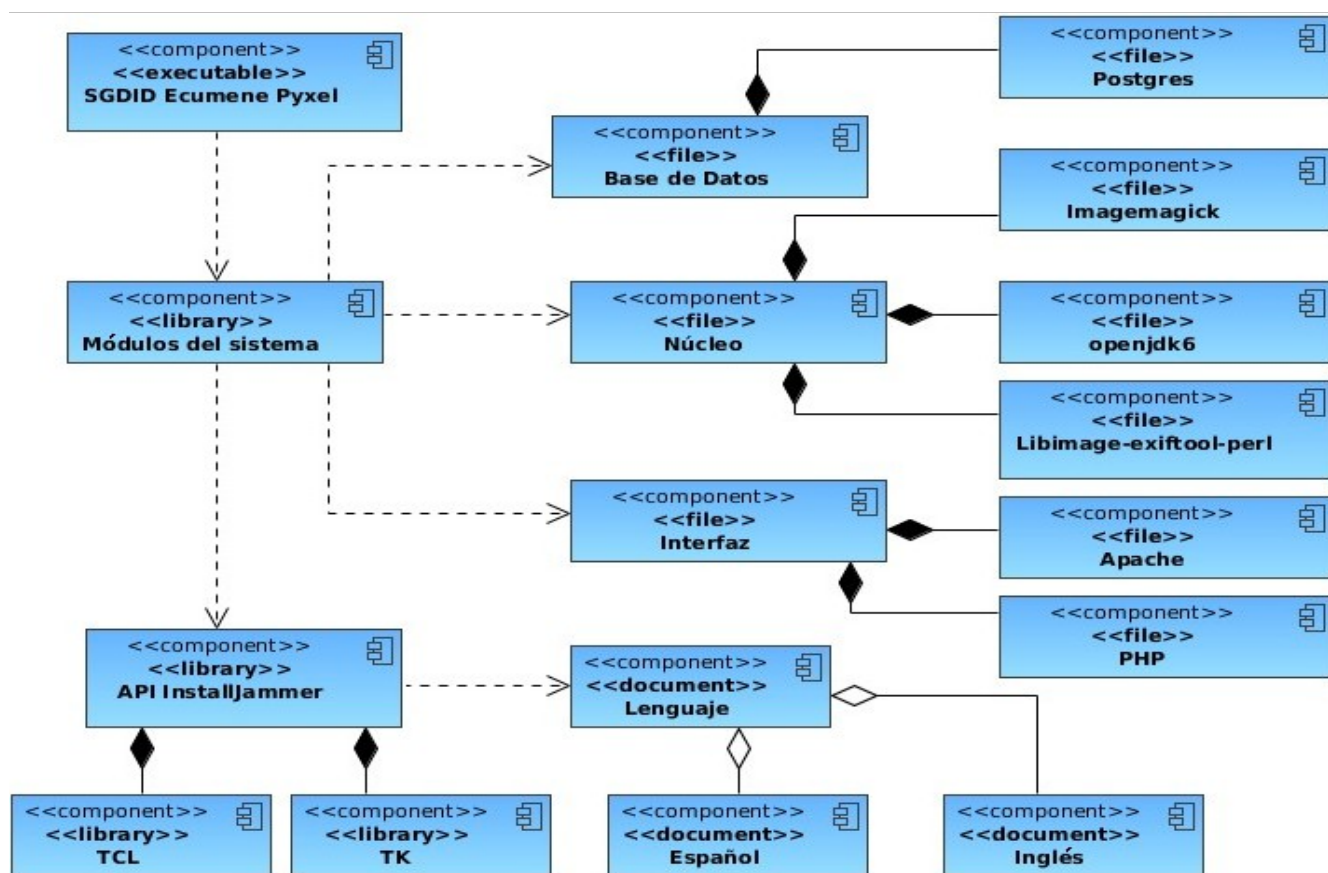 <<component>>
<<executable>>
SGDID Ecumene Pyxel
<<component>>
<<file>>
Postgres
<<component>>
<<file>>
Base de Datos
<<component>>
<<file>>
Imagemagick
<<component>>
<<library>>
Módulos del sistema
<<component>>
<<file>>
Núcleo
<<component>>
<<file>>
openjdk6
<<component>>
<<file>>
Libimage-exiftool-perl
<<component>>
<<file>>
Interfaz
<<component>>
<<file>>
Apache
<<component>>
<<file>>
PHP
<<component>>
<<library>>
API InstallJammer
<<component>>
<<document>>
Lenguaje
<<component>>
<<library>>
TCL
<<component>>
<<library>>
TK
<<component>>
<<document>>
Español
<<component>>
<<document>>
Inglés